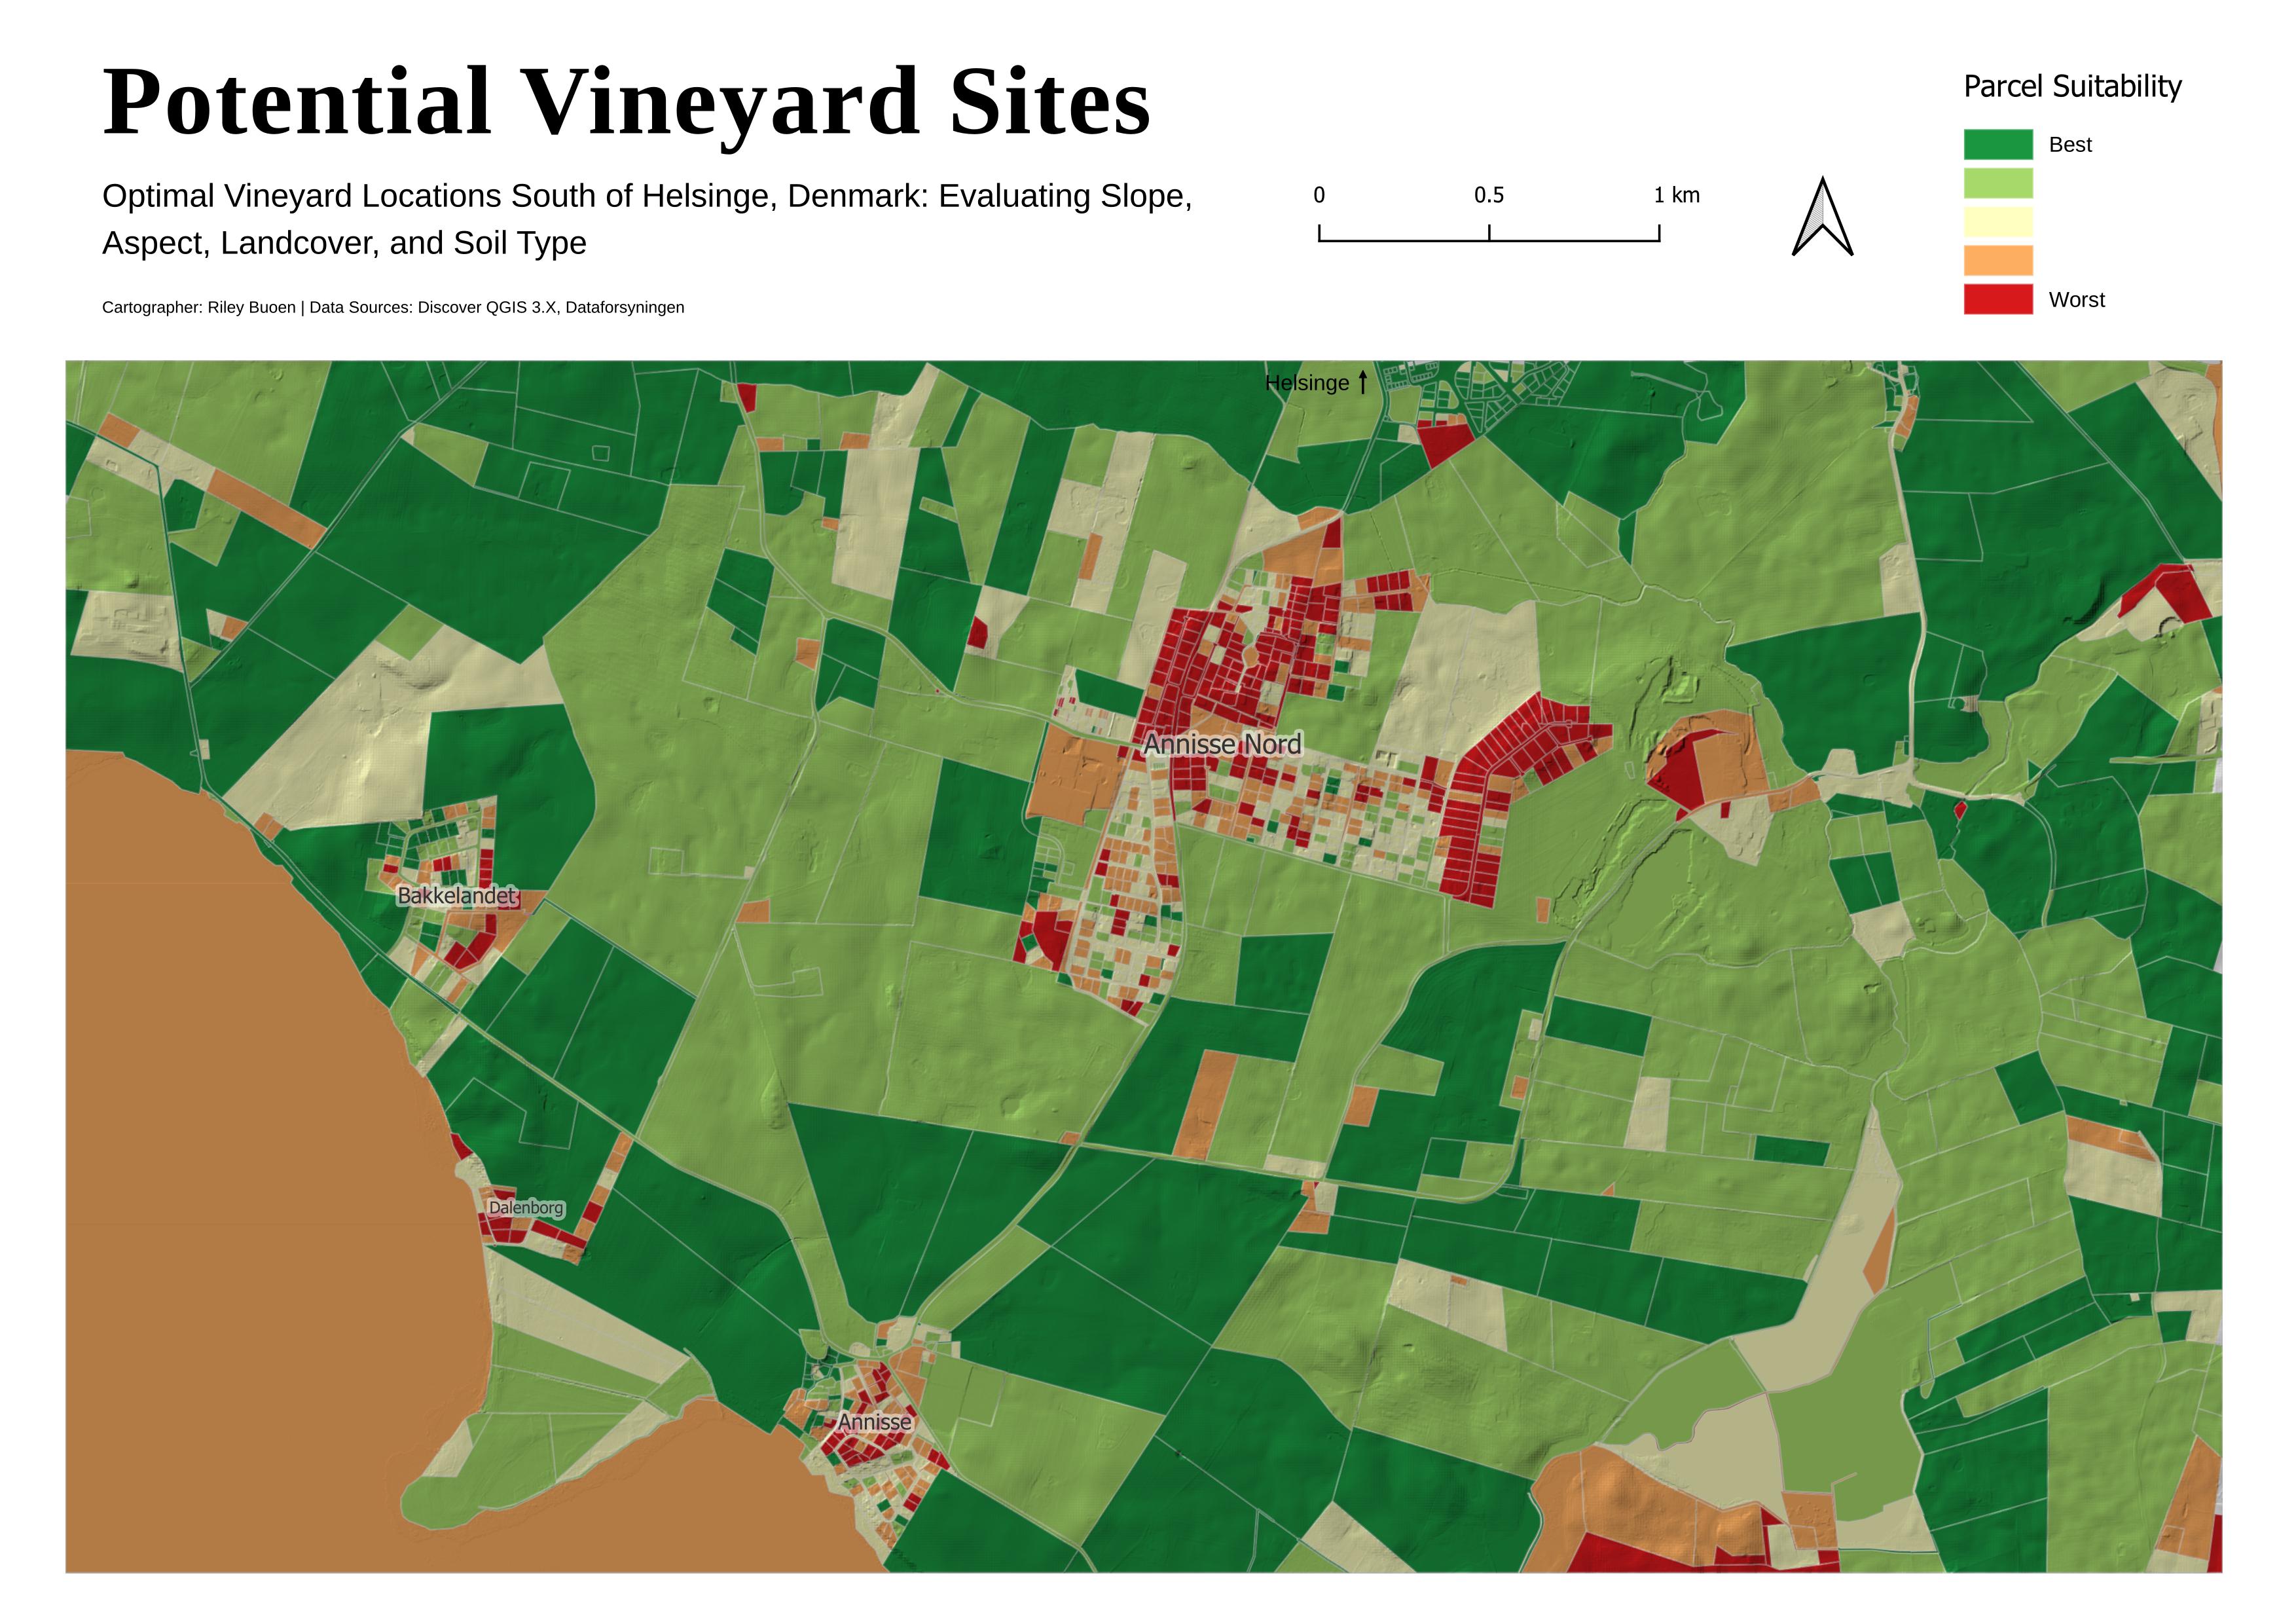 Potential Vineyard Sites
Optimal Vineyard Locations South of Helsinge, Denmark: Evaluating Slope,
Aspect, Landcover, and Soil Type
Cartographer: Riley Buoen | Data Sources: Discover QGIS 3.X, Dataforsyningen
0 0.5 1 km
Parcel Suitability
Best
Worst
Helsinge
Annisse Nord
Bakkelandet
Dalenborg
Annisse